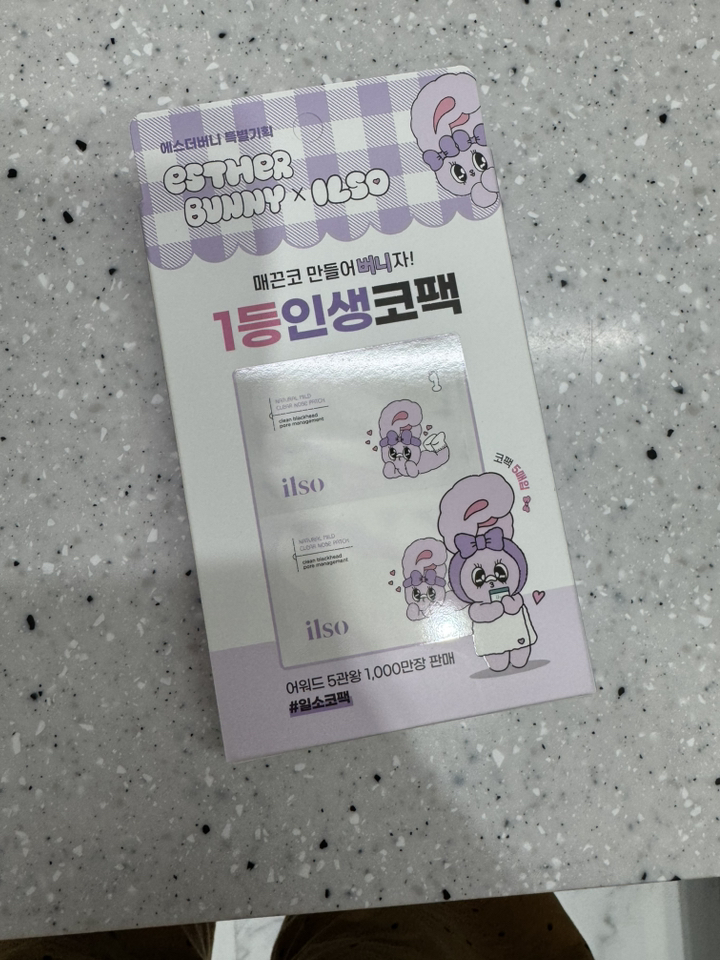 에스더버니 특별기획
ESTHER
BUNNY × ILSO
매끈코 만들어버니자!
1등인생코팩
NATURAL MILD
CLEAR NOSE PATCH
clean blackhead
pore management
ilso
코팩 5매입
NATURAL MILD
CLEAR NOSE PATCH
clean blackhead
pore management
ilso
어워드 5관왕 1,000만장 판매
#일소코팩